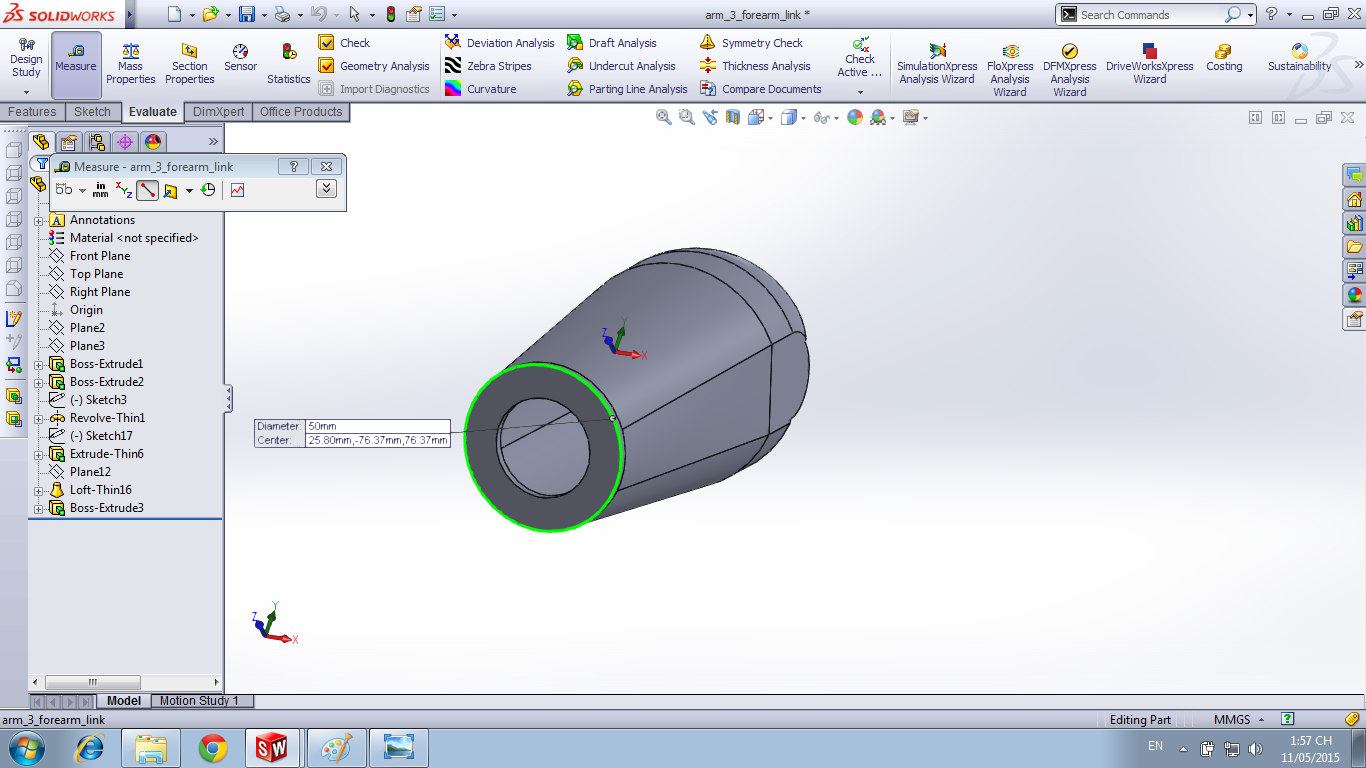 SOLIDWORKS
arm_3_forearm_link *
Search Commands
Design Study
Measure
Mass Properties
Section Properties
Sensor
Statistics
Check
Geometry Analysis
Import Diagnostics
Deviation Analysis
Zebra Stripes
Curvature
Draft Analysis
Undercut Analysis
Parting Line Analysis
Symmetry Check
Thickness Analysis
Compare Documents
Check Active ...
SimulationXpress Analysis Wizard
FloXpress Analysis Wizard
DFMXpress Analysis Wizard
DriveWorksXpress Wizard
Costing
Sustainability
Features
Sketch
Evaluate
DimXpert
Office Products
Measure - arm_3_forearm_link
in
mm
X Y Z
Annotations
Material <not specified>
Front Plane
Top Plane
Right Plane
Origin
Plane2
Plane3
Boss-Extrude1
Boss-Extrude2
(-) Sketch3
Revolve-Thin1
(-) Sketch17
Extrude-Thin6
Plane12
Loft-Thin16
Boss-Extrude3
Z Y X
Diameter: 50mm
Center: 25.80mm,-76.37mm,76.37mm
Z Y X
Model
Motion Study 1
arm_3_forearm_link
Editing Part
MMGS
SW
EN
1:57 CH
11/05/2015